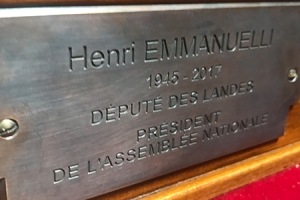 Henri EMMANUELLI
1945 - 2017
DÉPUTÉ DES LANDES
PRÉSIDENT
DE L'ASSEMBLÉE NATIONALE